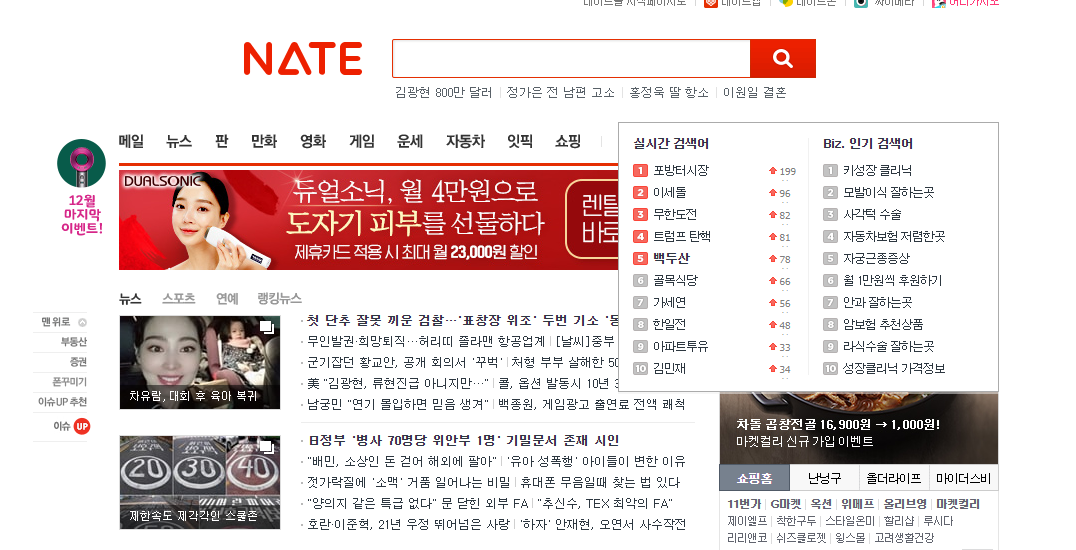 네이트를 시작페이지로 네이트앱 네이트온 싸이메라
NATE
김광현 800만 달러 정가은 전 남편 고소 홍정욱 딸 항소 이원일 결혼
메일 뉴스 판 만화 영화 게임 운세 자동차 잇픽 쇼핑
실시간 검색어
1 포방터시장 199
2 이세돌 96
3 무한도전 82
4 트럼프 탄핵 81
5 백두산 78
6 골목식당 66
7 가세연 56
8 한일전 48
9 아파트투유 33
10 김민재 34
Biz. 인기 검색어
1 키성장 클리닉
2 모발이식 잘하는곳
3 사각턱 수술
4 자동차보험 저렴한곳
5 자궁근종증상
6 월 1만원씩 후원하기
7 안과 잘하는곳
8 암보험 추천상품
9 라식수술 잘하는곳
10 성장클리닉 가격정보
12월
마지막
이벤트!
DUALSONIC
듀얼소닉, 월 4만원으로
도자기 피부를 선물하다
제휴카드 적용 시 최대 월 23,000원 할인
렌탈
바로
맨 위로
부동산
증권
폰꾸미기
이슈UP 추천
이슈 UP
뉴스 스포츠 연예 랭킹뉴스
차유람, 대회 후 육아 복귀
20 30 40
제한속도 제각각인 스쿨존
첫 단추 잘못 꿰운 검찰…'표창장 위조' 두번 기소 '동
무인발권·희망퇴직…허리띠 졸라맨 항공업계 [날씨]중부
군기잡던 황교안, 공개 회의서 '꾸벅' 처형 부부 살해한 50
美 "김광현, 류현진급 아니지만…" 콜, 옵션 발동시 10년 3
남궁민 "연기 몰입하면 믿음 생겨" 백종원, 게임광고 출연료 전액 쾌척
日정부 '병사 70명당 위안부 1명' 기밀문서 존재 시인
"배민, 소상인 돈 걷어 해외에 팔아" '유아 성폭행' 아이들이 변한 이유
젓가락질에 '소맥' 거품 일어나는 비밀 휴대폰 무음일때 찾는 법 있다
"양의지 같은 특급 없다" 문 닫힌 외부 FA "추신수, TEX 최악의 FA"
호란·이준혁, 21년 우정 뛰어넘은 사랑 '하자' 안재현, 오연서 사수작전
차돌 곱창전골 16,900원 → 1,000원!
마켓컬리 신규 가입 이벤트
쇼핑홈 난닝구 올더라이프 마이더스비
11번가 G마켓 옥션 위메프 올리브영 마켓컬리
제이엘프 착한구두 스타일온미 할리샵 루시다
리리앤코 쉬즈클로젯 윙스몰 고려생활건강